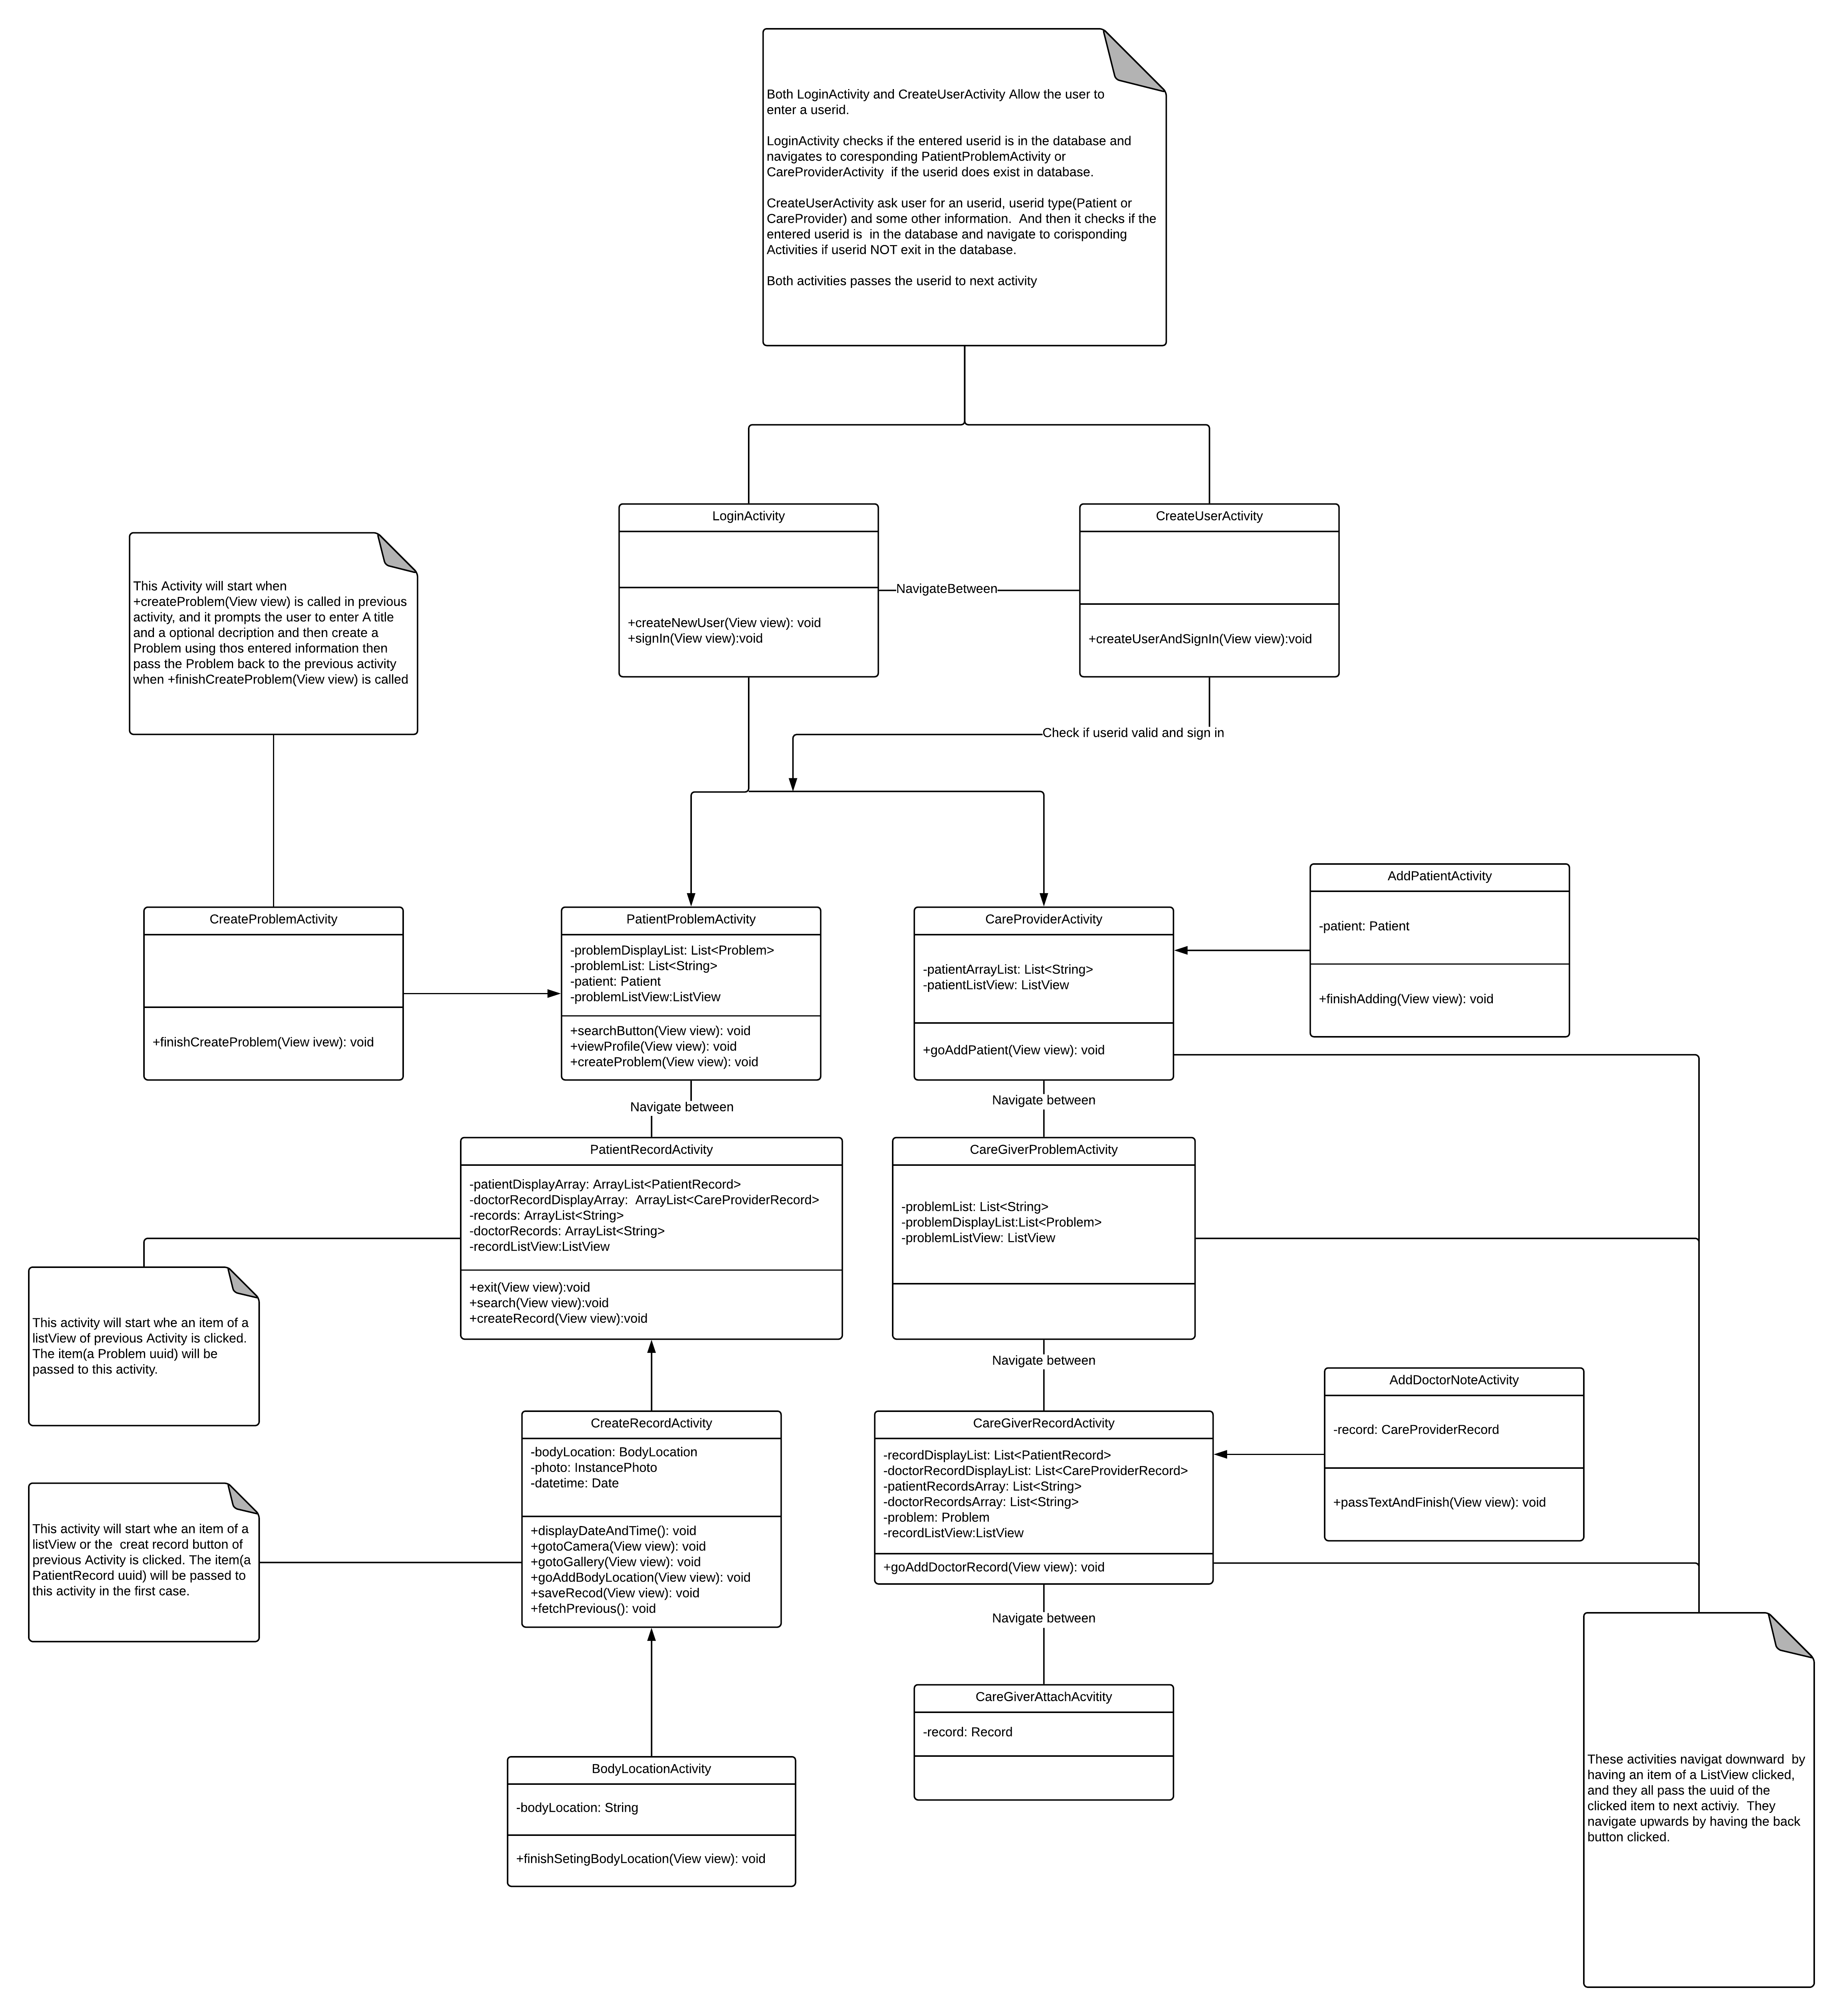 Both LoginActivity and CreateUserActivity Allow the user to
enter a userid.
LoginActivity checks if the entered userid is in the database and
navigates to coresponding PatientProblemActivity or
CareProviderActivity  if the userid does exist in database.
CreateUserActivity ask user for an userid, userid type(Patient or
CareProvider) and some other information.  And then it checks if the
entered userid is  in the database and navigate to corisponding
Activities if userid NOT exit in the database.
Both activities passes the userid to next activity
LoginActivity
+createNewUser(View view): void
+signIn(View view):void
NavigateBetween
CreateUserActivity
+createUserAndSignIn(View view):void
This Activity will start when
+createProblem(View view) is called in previous
activity, and it prompts the user to enter A title
and a optional decription and then create a
Problem using thos entered information then
pass the Problem back to the previous activity
when +finishCreateProblem(View view) is called
Check if userid valid and sign in
CreateProblemActivity
+finishCreateProblem(View ivew): void
PatientProblemActivity
-problemDisplayList: List<Problem>
-problemList: List<String>
-patient: Patient
-problemListView:ListView
+searchButton(View view): void
+viewProfile(View view): void
+createProblem(View view): void
CareProviderActivity
-patientArrayList: List<String>
-patientListView: ListView
+goAddPatient(View view): void
AddPatientActivity
-patient: Patient
+finishAdding(View view): void
Navigate between
Navigate between
PatientRecordActivity
-patientDisplayArray: ArrayList<PatientRecord>
-doctorRecordDisplayArray:  ArrayList<CareProviderRecord>
-records: ArrayList<String>
-doctorRecords: ArrayList<String>
-recordListView:ListView
+exit(View view):void
+search(View view):void
+createRecord(View view):void
CareGiverProblemActivity
-problemList: List<String>
-problemDisplayList:List<Problem>
-problemListView: ListView
This activity will start whe an item of a
listView of previous Activity is clicked.
The item(a Problem uuid) will be
passed to this activity.
Navigate between
CreateRecordActivity
-bodyLocation: BodyLocation
-photo: InstancePhoto
-datetime: Date
+displayDateAndTime(): void
+gotoCamera(View view): void
+gotoGallery(View view): void
+goAddBodyLocation(View view): void
+saveRecod(View view): void
+fetchPrevious(): void
CareGiverRecordActivity
-recordDisplayList: List<PatientRecord>
-doctorRecordDisplayList: List<CareProviderRecord>
-patientRecordsArray: List<String>
-doctorRecordsArray: List<String>
-problem: Problem
-recordListView:ListView
+goAddDoctorRecord(View view): void
AddDoctorNoteActivity
-record: CareProviderRecord
+passTextAndFinish(View view): void
This activity will start whe an item of a
listView or the  creat record button of
previous Activity is clicked. The item(a
PatientRecord uuid) will be passed to
this activity in the first case.
Navigate between
CareGiverAttachAcvitity
-record: Record
BodyLocationActivity
-bodyLocation: String
+finishSetingBodyLocation(View view): void
These activities navigat downward  by
having an item of a ListView clicked,
and they all pass the uuid of the
clicked item to next activiy.  They
navigate upwards by having the back
button clicked.